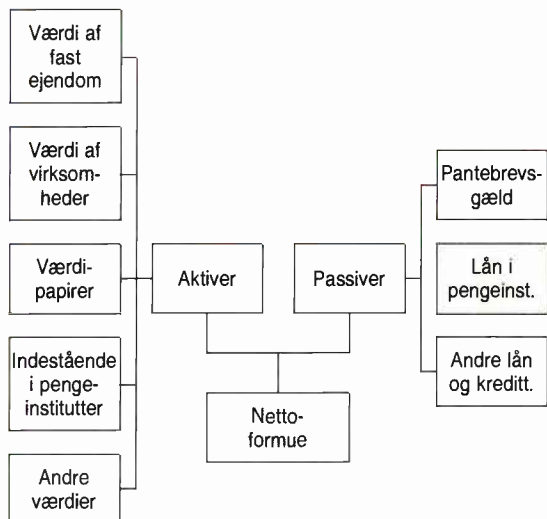 Værdi af
fast
ejendom
Værdi af
virksom-
heder
Værdi-
papirer
Indestående
i penge-
institutter
Andre
værdier
Aktiver
Passiver
Netto-
formue
Pantebrevs-
gæld
Lån i
pengeinst.
Andre lån
og kreditt.